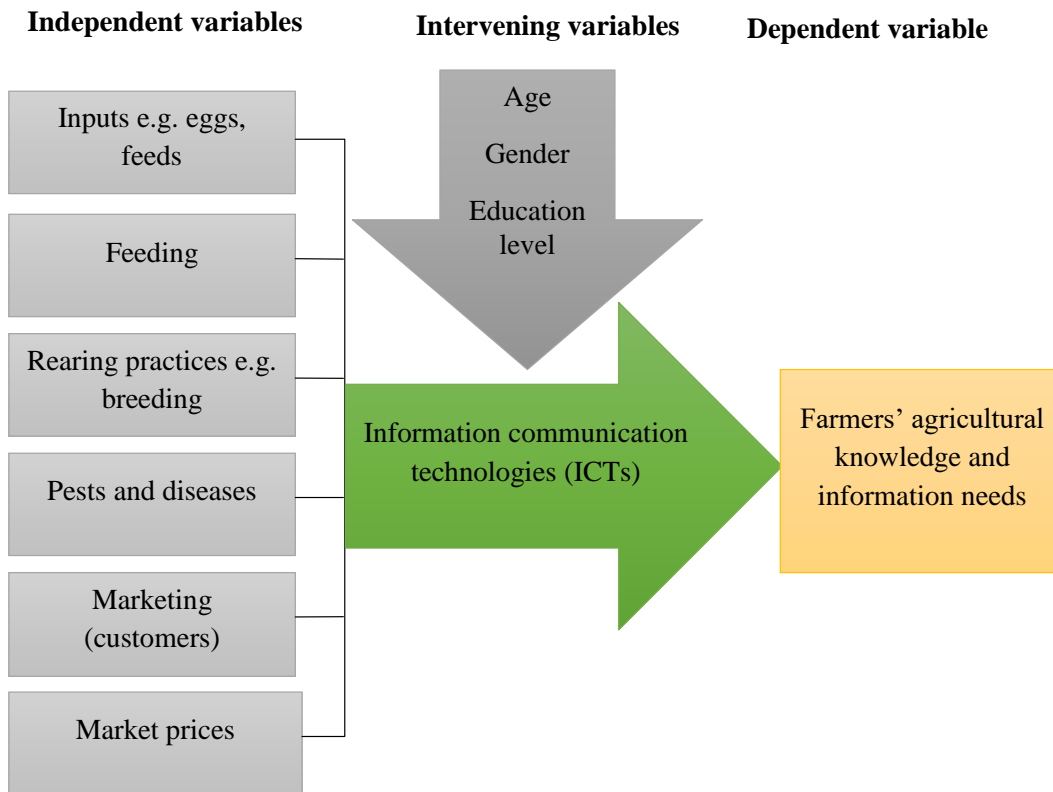 Independent variables
Intervening variables
Dependent variable
Inputs e.g. eggs,
feeds
Feeding
Rearing practices e.g.
breeding
Pests and diseases
Marketing
(customers)
Market prices
Age
Gender
Education
level
Information communication
technologies (ICTs)
Farmers’ agricultural
knowledge and
information needs